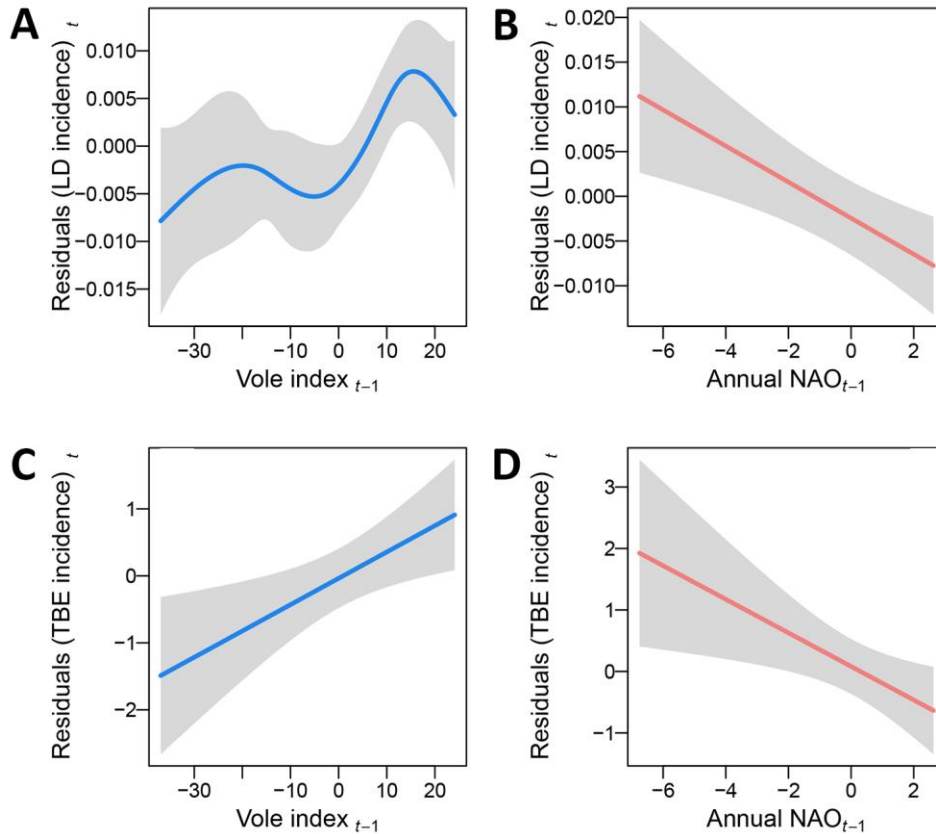 A
Residuals (LD incidence) t
0.010
0.005
0.000
−0.005
−0.010
−0.015
−30 −10 0 10 20
Vole index t−1
B
Residuals (LD incidence) t
0.020
0.015
0.010
0.005
0.000
−0.005
−0.010
−6 −4 −2 0 2
Annual NAOt−1
C
Residuals (TBE incidence) t
1
0
−1
−2
−30 −10 0 10 20
Vole index t−1
D
Residuals (TBE incidence) t
3
2
1
0
−1
−6 −4 −2 0 2
Annual NAOt−1